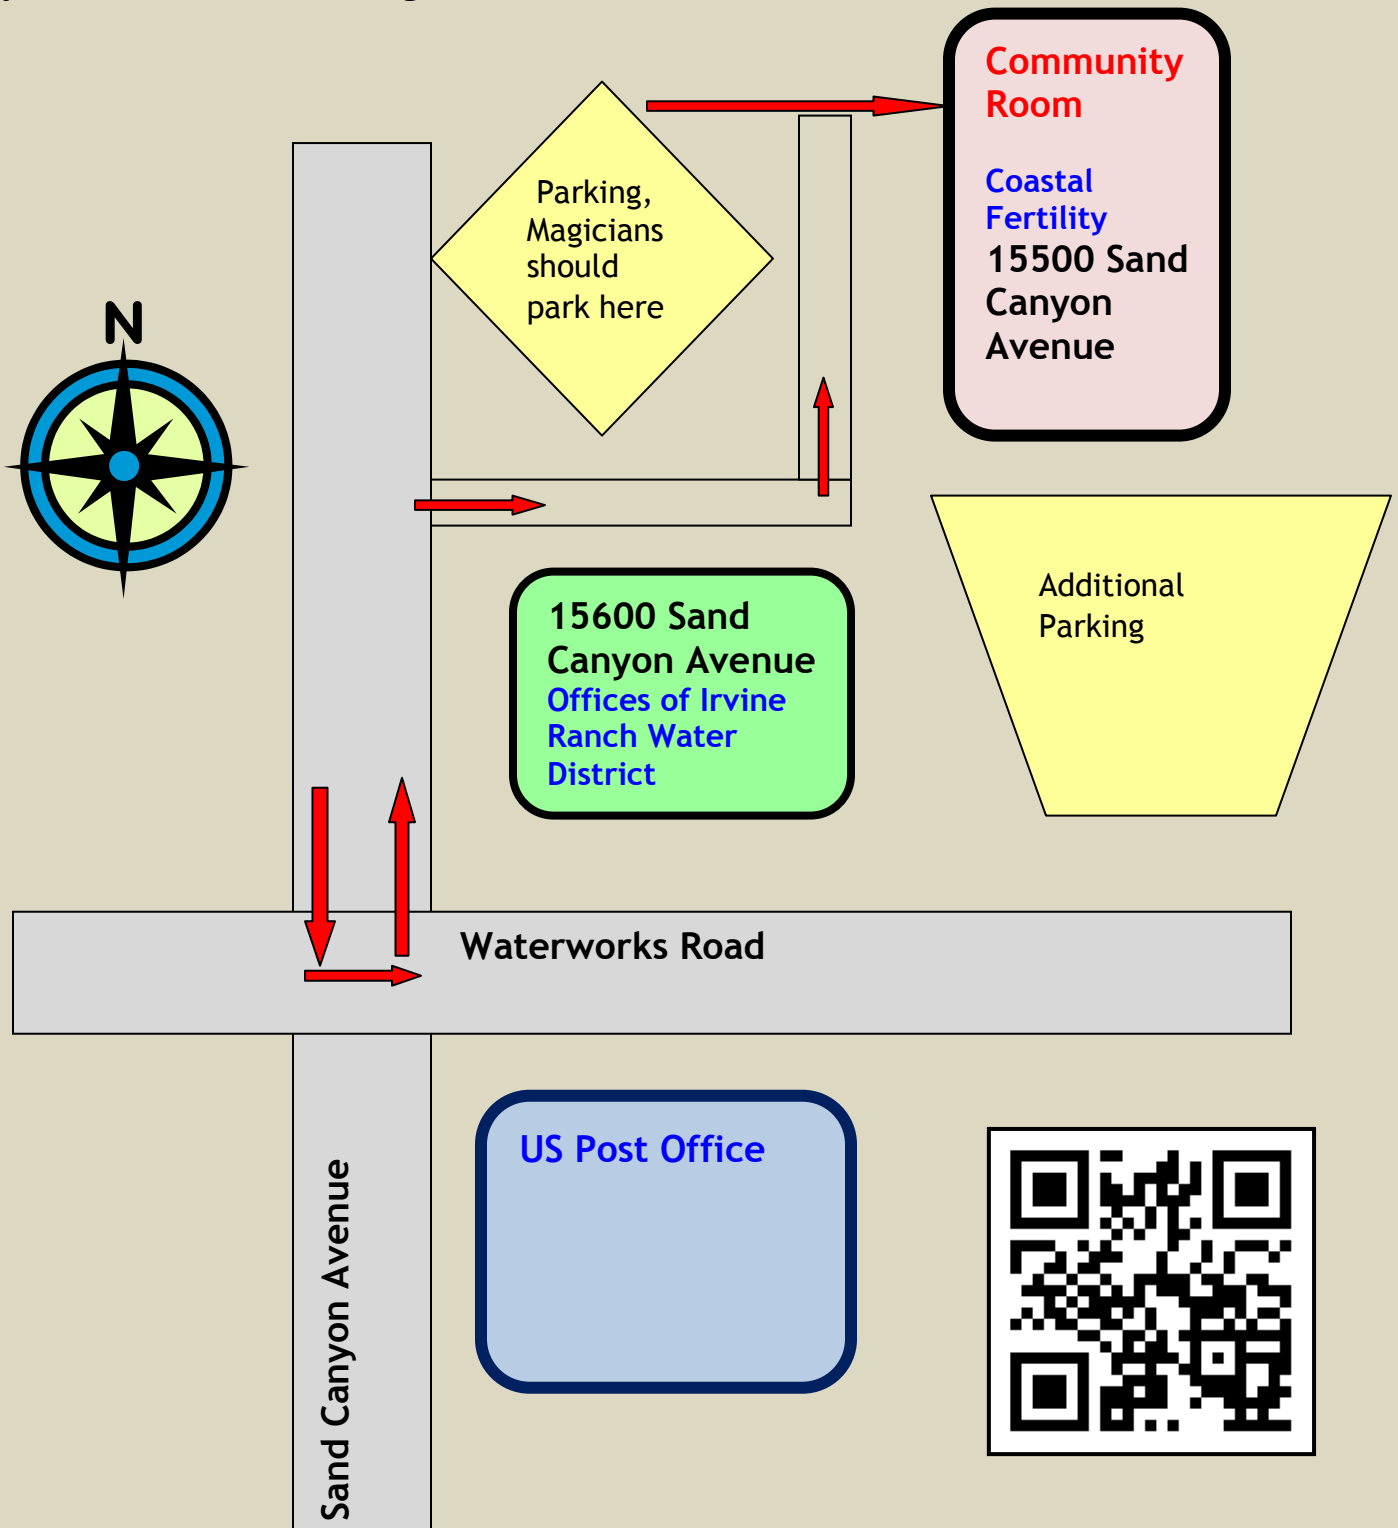 Community
Room
Coastal
Fertility
15500 Sand
Canyon
Avenue
Parking,
Magicians
should
park here
N
Additional
Parking
15600 Sand
Canyon Avenue
Offices of Irvine
Ranch Water
District
Waterworks Road
US Post Office
Sand Canyon Avenue